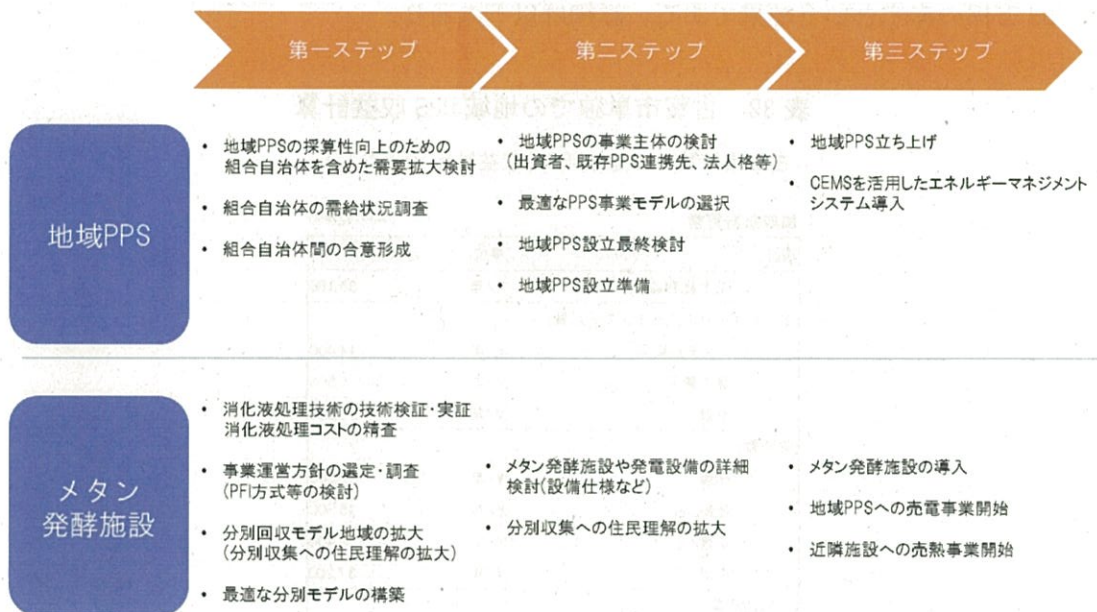 第一ステップ
第二ステップ
第三ステップ
地域PPS
• 地域PPSの採算性向上のための
組合自治体を含めた需要拡大検討
• 組合自治体の需給状況調査
• 組合自治体間の合意形成
• 地域PPSの事業主体の検討
(出資者、既存PPS連携先、法人格等)
• 最適なPPS事業モデルの選択
• 地域PPS設立最終検討
• 地域PPS設立準備
• 地域PPS立ち上げ
• CEMSを活用したエネルギーマネジメント
システム導入
メタン
発酵施設
• 消化液処理技術の技術検証・実証
消化液処理コストの精査
• 事業運営方針の選定・調査
(PFI方式等の検討)
• 分別回収モデル地域の拡大
(分別収集への住民理解の拡大)
• 最適な分別モデルの構築
• メタン発酵施設や発電設備の詳細
検討(設備仕様など)
• 分別収集への住民理解の拡大
• メタン発酵施設の導入
• 地域PPSへの売電事業開始
• 近隣施設への売熱事業開始